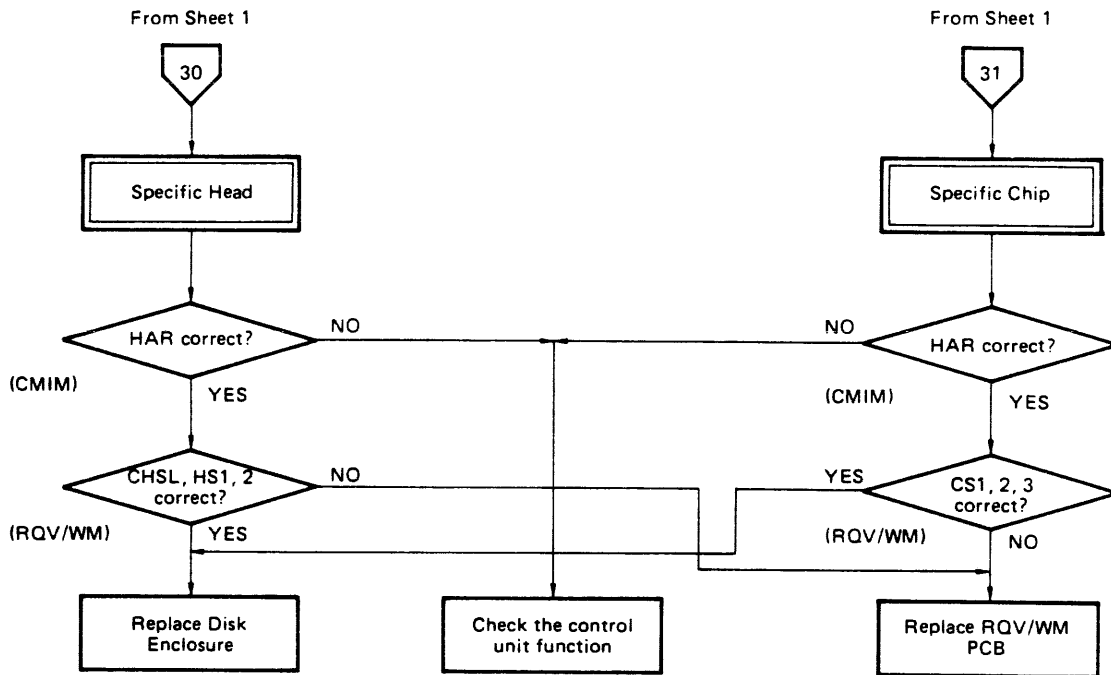 From Sheet 1
30
Specific Head
HAR correct?
NO
(CMIM)
YES
CHSL, HS1, 2
correct?
NO
(RQV/WM)
YES
Replace Disk
Enclosure
Check the control
unit function
From Sheet 1
31
Specific Chip
NO
HAR correct?
(CMIM)
YES
YES
CS1, 2, 3
correct?
(RQV/WM)
NO
Replace RQV/WM
PCB